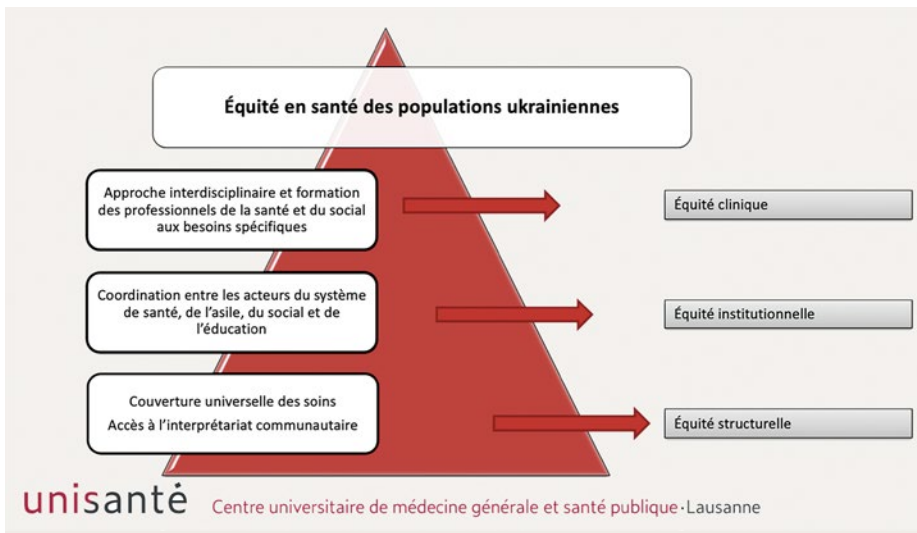 Équité en santé des populations ukrainiennes
Approche interdisciplinaire et formation
des professionnels de la santé et du social
aux besoins spécifiques
Équité clinique
Coordination entre les acteurs du système
de santé, de l’asile, du social et de
l’éducation
Équité institutionnelle
Couverture universelle des soins
Accès à l’interprétariat communautaire
Équité structurelle
unisanté
Centre universitaire de médecine générale et santé publique·Lausanne